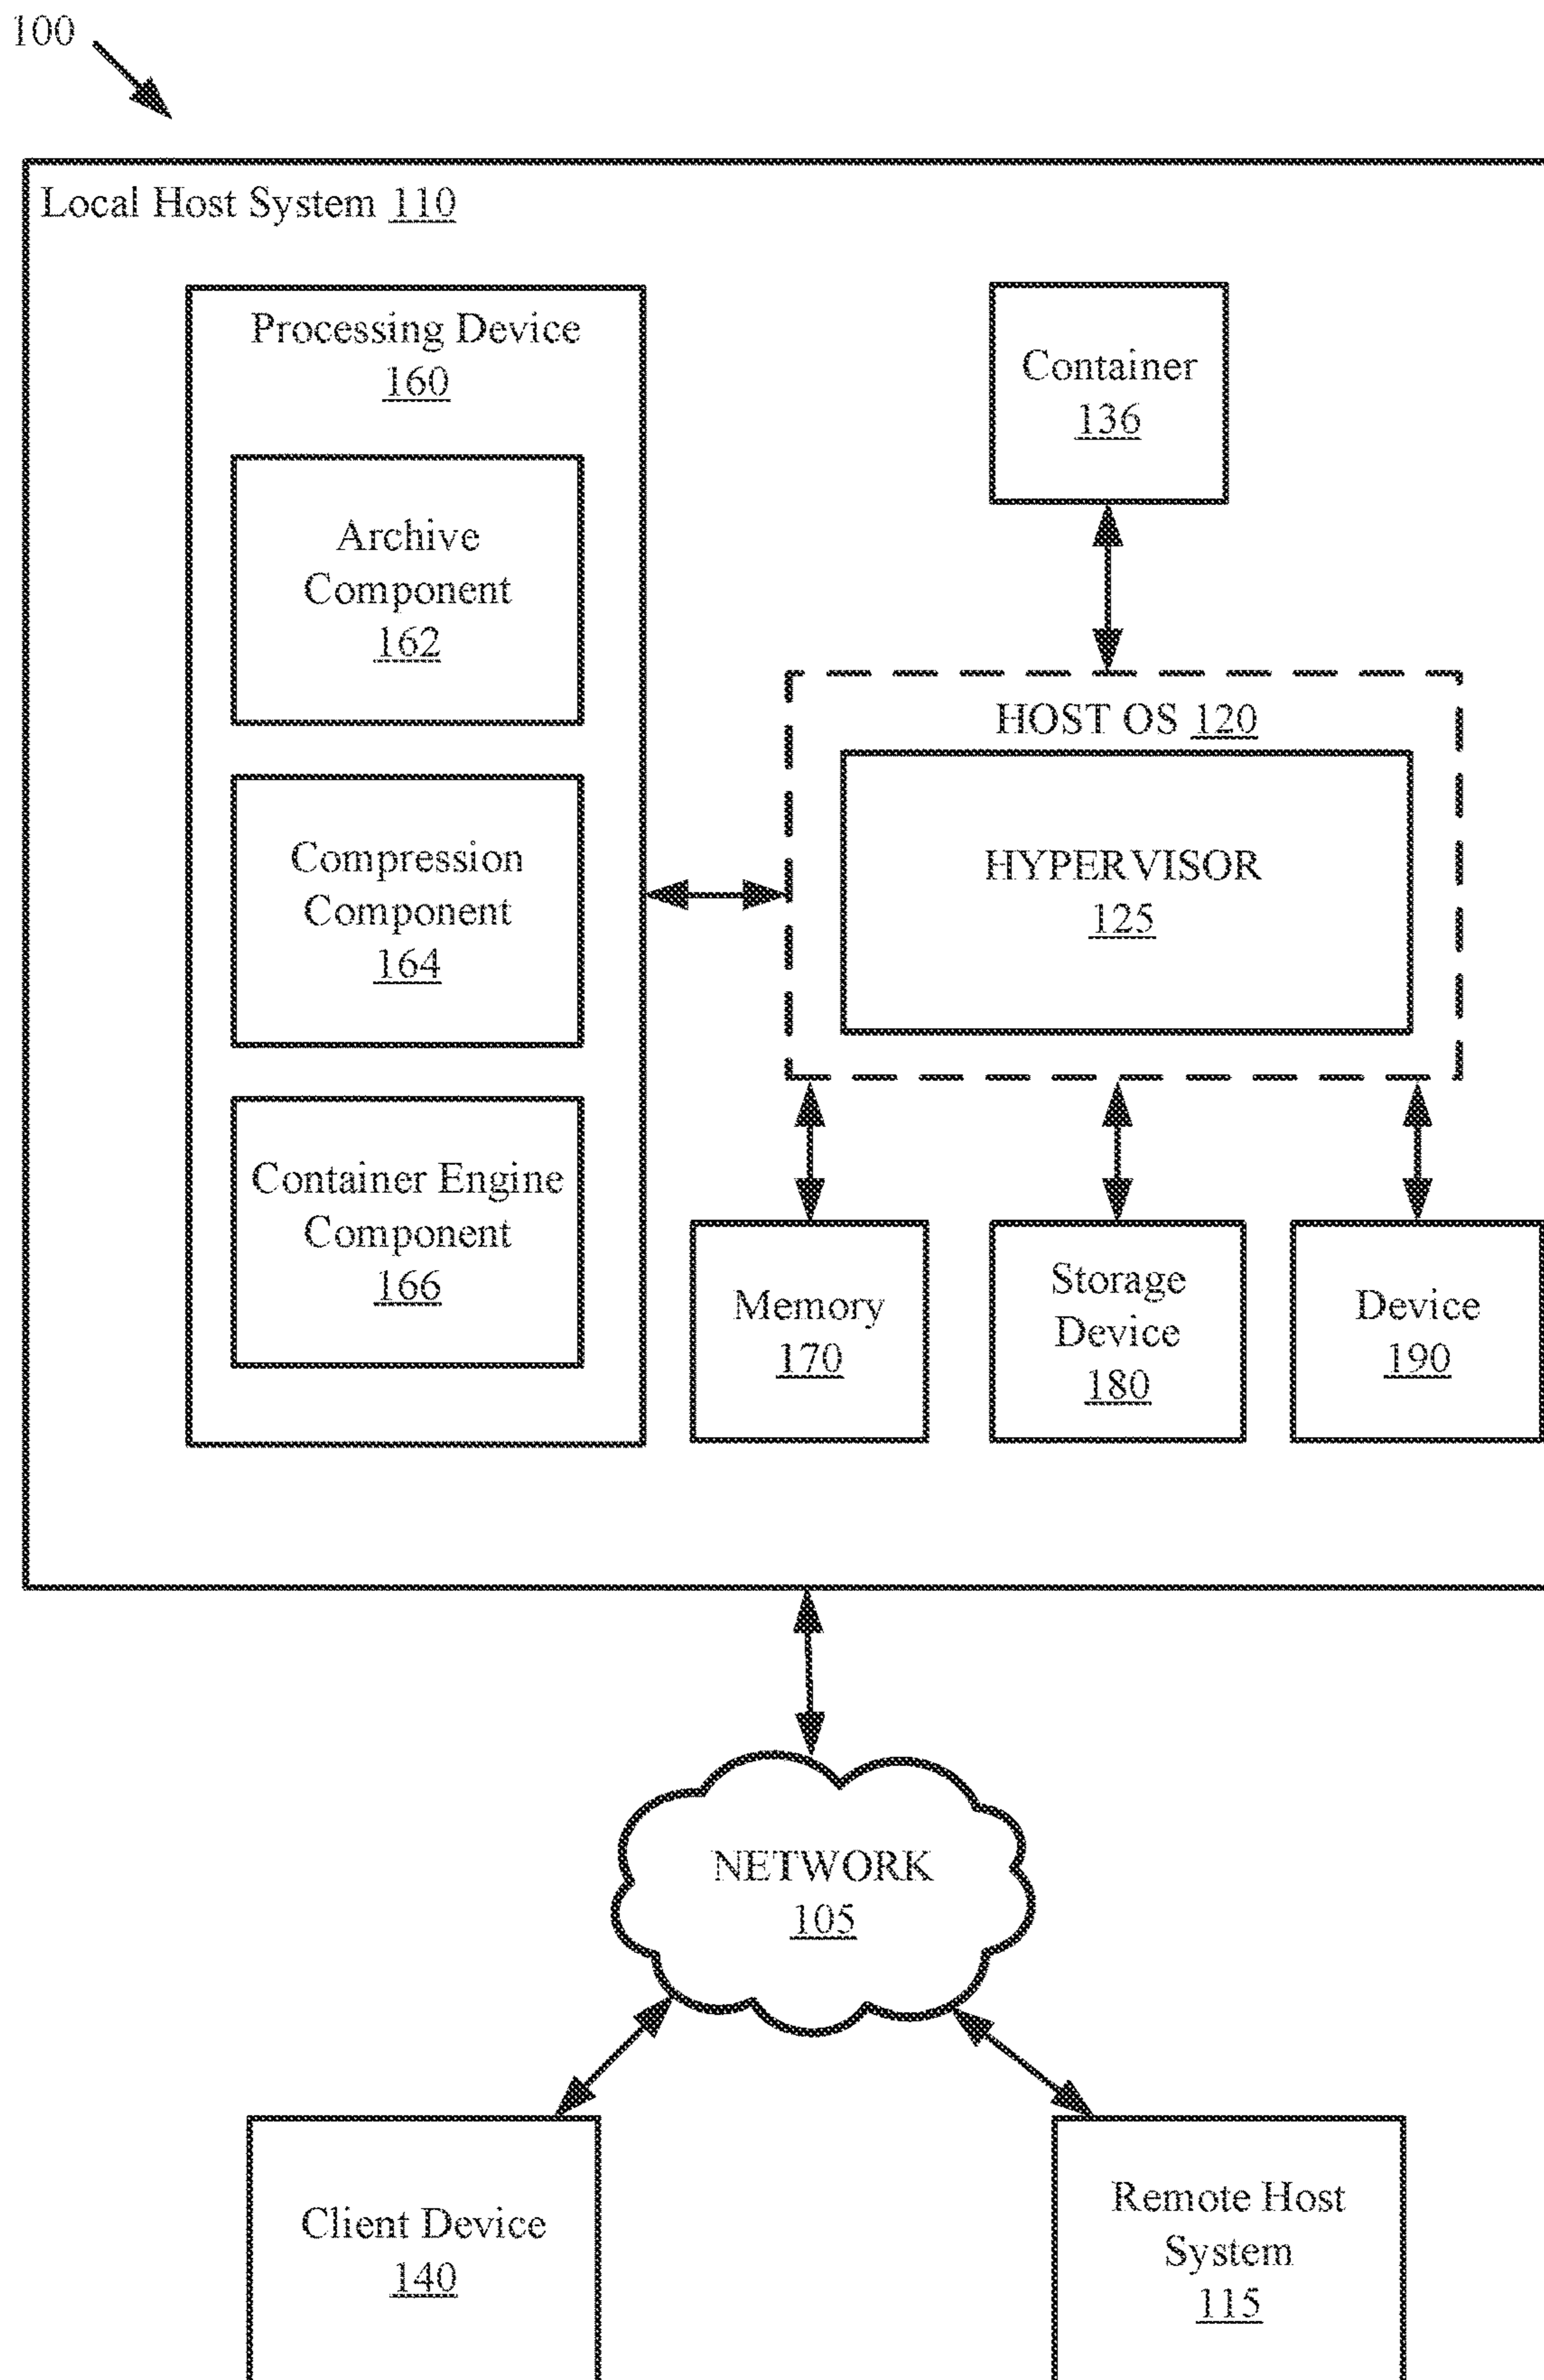 100
Local Host System 110
Processing Device
160
Archive
Component
162
Compression
Component
164
Container Engine
Component
166
Container
136
HOST OS 120
HYPERVISOR
125
Memory
170
Storage
Device
180
Device
190
NETWORK
105
Client Device
140
Remote Host
System
115